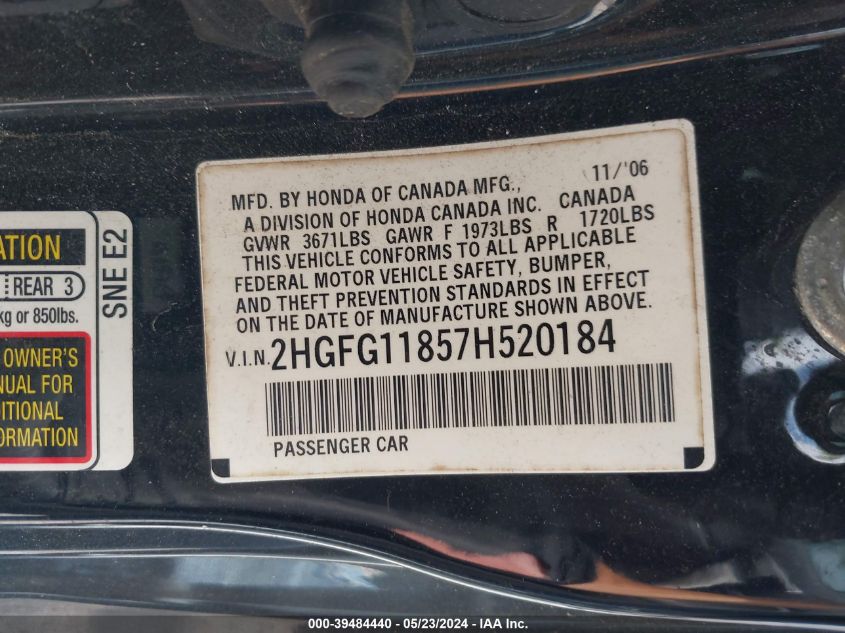 11/'06
MFD. BY HONDA OF CANADA MFG.,
A DIVISION OF HONDA CANADA INC. CANADA
GVWR 3671LBS GAWR F 1973LBS R 1720LBS
THIS VEHICLE CONFORMS TO ALL APPLICABLE
FEDERAL MOTOR VEHICLE SAFETY, BUMPER,
AND THEFT PREVENTION STANDARDS IN EFFECT
ON THE DATE OF MANUFACTURE SHOWN ABOVE.
V.I.N. 2HGFG11857H520184
PASSENGER CAR
ATION
REAR 3
kg or 850lbs.
OWNER'S
NUAL FOR
DITIONAL
FORMATION
SNE E2
000-39484440 - 05/23/2024 - IAA Inc.